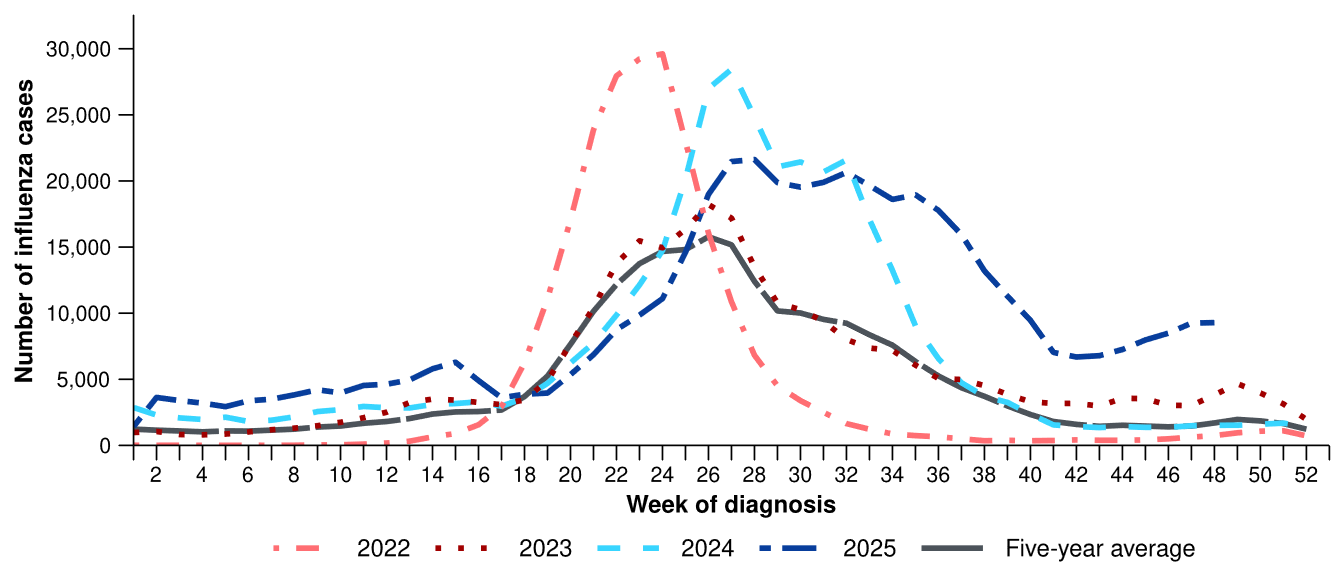 Number of influenza cases
30,000
25,000
20,000
15,000
10,000
5,000
0
2 4 6 8 10 12 14 16 18 20 22 24 26 28 30 32 34 36 38 40 42 44 46 48 50 52
Week of diagnosis
2022 2023 2024 2025 Five-year average